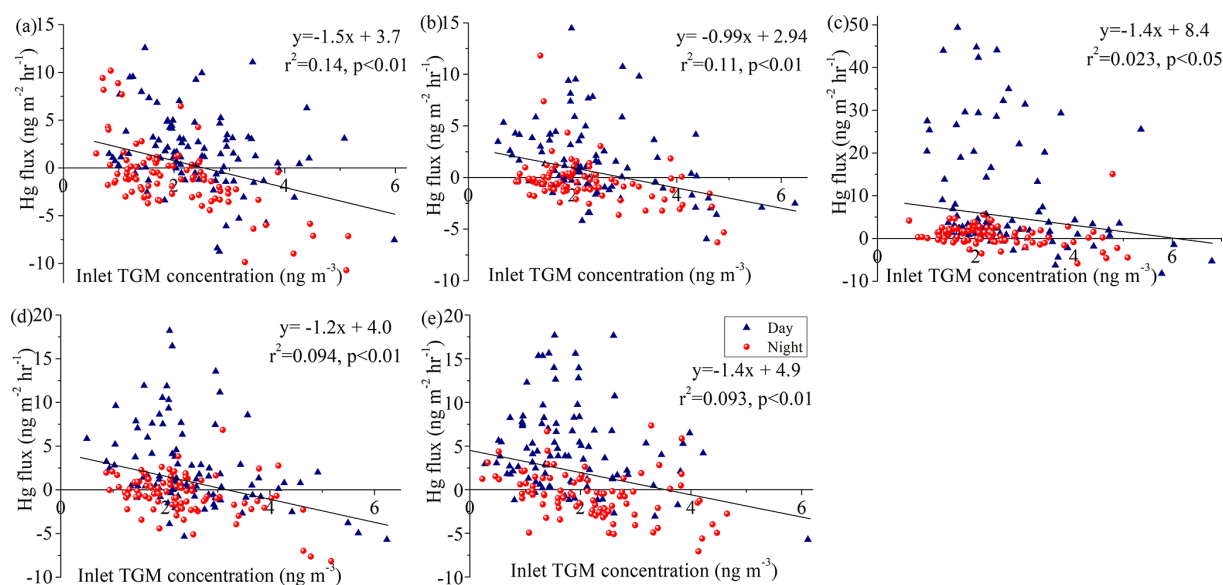 (a)
y=-1.5x + 3.7
r²=0.14, p<0.01
Hg flux (ng m⁻² hr⁻¹)
15
10
5
0
-5
-10
0
2
4
6
Inlet TGM concentration (ng m⁻³)
(b)
y= -0.99x + 2.94
r²=0.11, p<0.01
Hg flux (ng m⁻² hr⁻¹)
15
10
5
0
-5
-10
0
2
4
6
Inlet TGM concentration (ng m⁻³)
(c)
y=-1.4x + 8.4
r²=0.023, p<0.05
Hg flux (ng m⁻² hr⁻¹)
50
40
30
20
10
0
-10
0
2
4
6
Inlet TGM concentration (ng m⁻³)
(d)
y= -1.2x + 4.0
r²=0.094, p<0.01
Hg flux (ng m⁻² hr⁻¹)
20
15
10
5
0
-5
-10
0
2
4
6
Inlet TGM concentration (ng m⁻³)
(e)
Day
Night
y=-1.4x + 4.9
r²=0.093, p<0.01
Hg flux (ng m⁻² hr⁻¹)
20
15
10
5
0
-5
-10
0
2
4
6
Inlet TGM concentration (ng m⁻³)